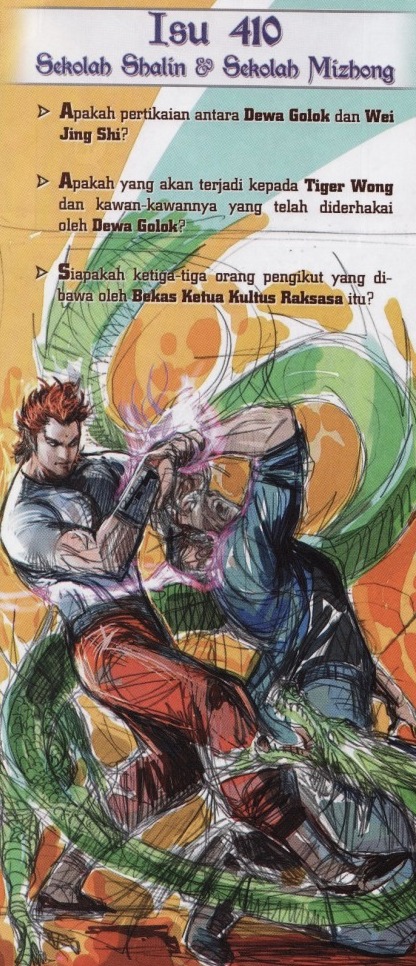 Isu 410
Sekolah Shalin & Sekolah Mizhong
Apakah pertikaian antara Dewa Golok dan Wei
Jing Shi?
Apakah yang akan terjadi kepada Tiger Wong
dan kawan-kawannya yang telah diderhakai
oleh Dewa Golok?
Siapakah ketiga-tiga orang pengikut yang di-
bawa oleh Bekas Ketua Kultus Raksasa itu?